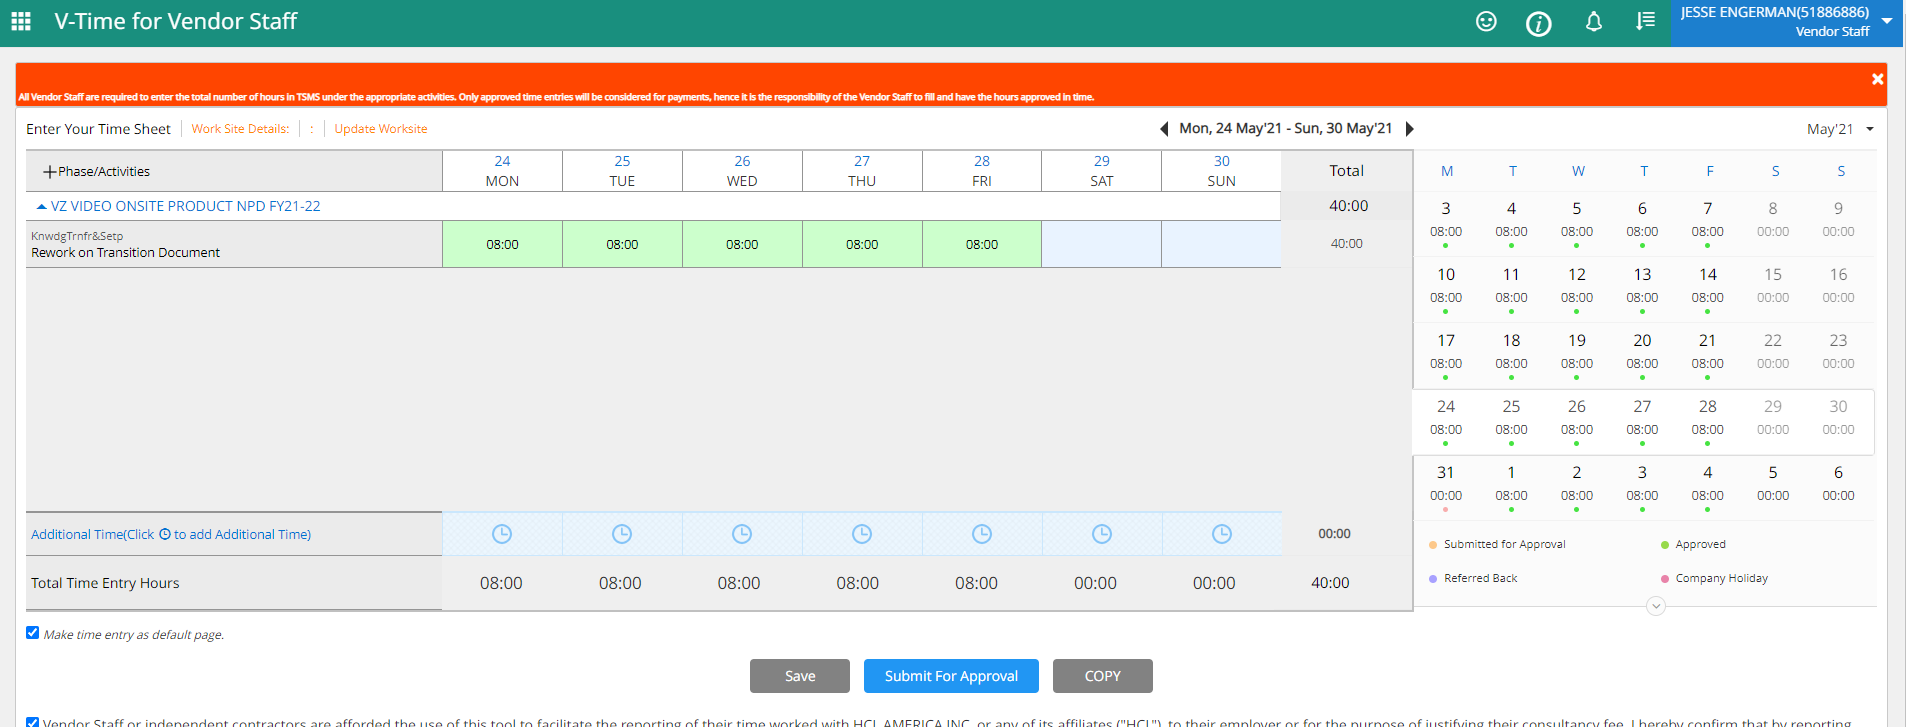 V-Time for Vendor Staff
JESSE ENGERMAN(51886886)
Vendor Staff
All Vendor Staff are required to enter the total number of hours in TSMS under the appropriate activities. Only approved time entries will be considered for payments, hence it is the responsibility of the Vendor Staff to fill and have the hours approved in time.
Enter Your Time Sheet Work Site Details: : Update Worksite Mon, 24 May'21 - Sun, 30 May'21 May'21
Phase/Activities 24 MON 25 TUE 26 WED 27 THU 28 FRI 29 SAT 30 SUN Total
VZ VIDEO ONSITE PRODUCT NPD FY21-22 40:00
KnwdgTrnfr&Setp
Rework on Transition Document 08:00 08:00 08:00 08:00 08:00 40:00
Additional Time(Click to add Additional Time) 00:00
Total Time Entry Hours 08:00 08:00 08:00 08:00 08:00 00:00 00:00 40:00
M T W T F S S
3 4 5 6 7 8 9
08:00 08:00 08:00 08:00 08:00 00:00 00:00
10 11 12 13 14 15 16
08:00 08:00 08:00 08:00 08:00 00:00 00:00
17 18 19 20 21 22 23
08:00 08:00 08:00 08:00 08:00 00:00 00:00
24 25 26 27 28 29 30
08:00 08:00 08:00 08:00 08:00 00:00 00:00
31 1 2 3 4 5 6
00:00 08:00 08:00 08:00 08:00 00:00 00:00
Submitted for Approval Approved
Referred Back Company Holiday
Make time entry as default page.
Save Submit For Approval COPY
Vendor Staff or independent contractors are afforded the use of this tool to facilitate the reporting of their time worked with HCL AMERICA INC. or any of its affiliates ("HCL"), to their employer or for the purpose of justifying their consultancy fee. I hereby confirm that by reporting